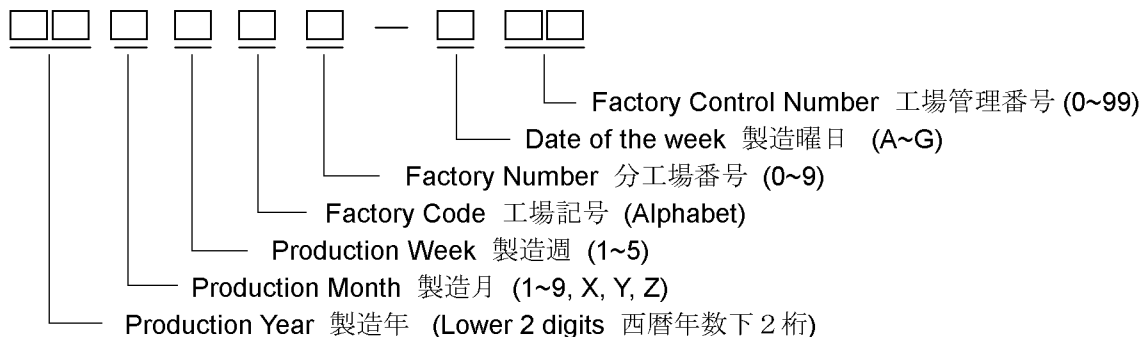 Factory Control Number 工場管理番号 (0~99)
Date of the week 製造曜日 (A~G)
Factory Number 分工場番号 (0~9)
Factory Code 工場記号 (Alphabet)
Production Week 製造週 (1~5)
Production Month 製造月 (1~9, X, Y, Z)
Production Year 製造年 (Lower 2 digits 西暦年数下２桁)